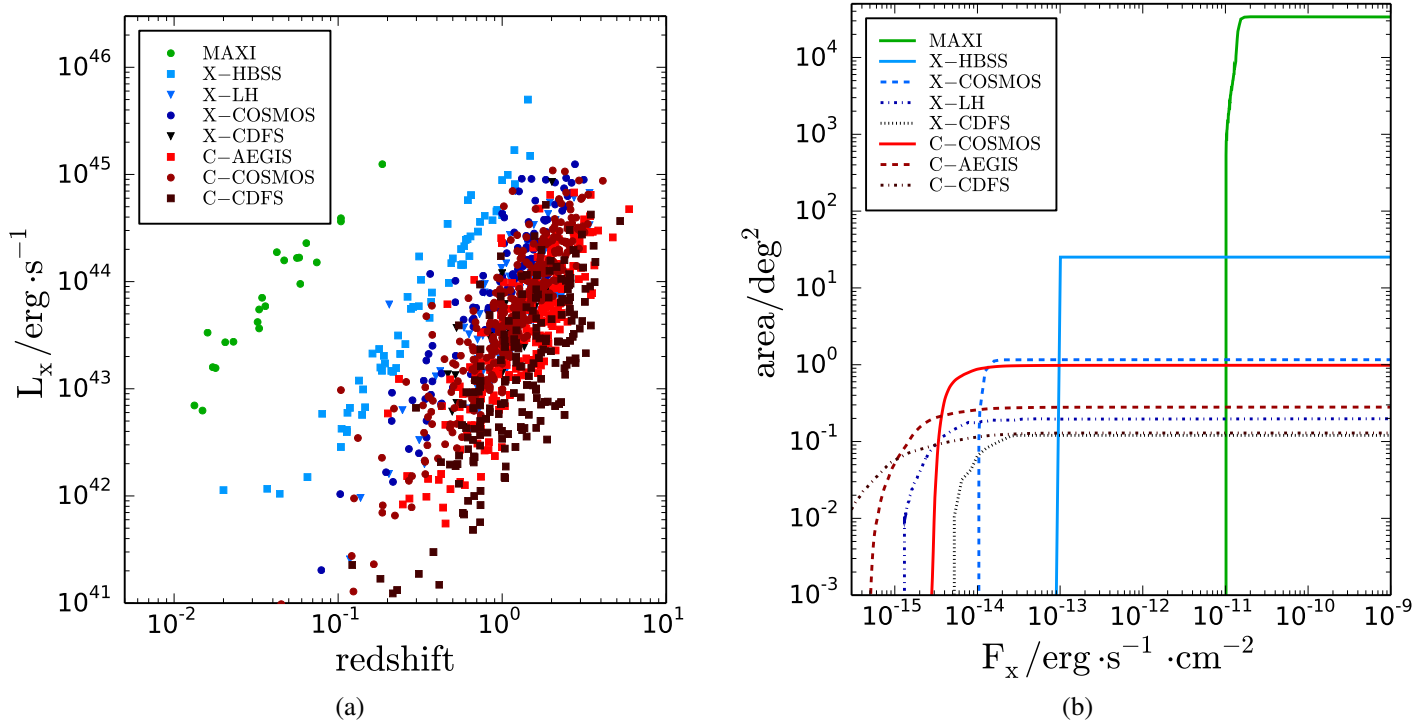 10^46
10^45
10^44
10^43
10^42
10^41
L_x/erg·s^−1
MAXI
X−HBSS
X−LH
X−COSMOS
X−CDFS
C−AEGIS
C−COSMOS
C−CDFS
10^-2
10^-1
10^0
10^1
redshift
(a)
10^4
10^3
10^2
10^1
10^0
10^-1
10^-2
10^-3
area/deg^2
MAXI
X−HBSS
X−COSMOS
X−LH
X−CDFS
C−COSMOS
C−AEGIS
C−CDFS
10^-15
10^-14
10^-13
10^-12
10^-11
10^-10
10^-9
F_x/erg·s^−1 ·cm^−2
(b)